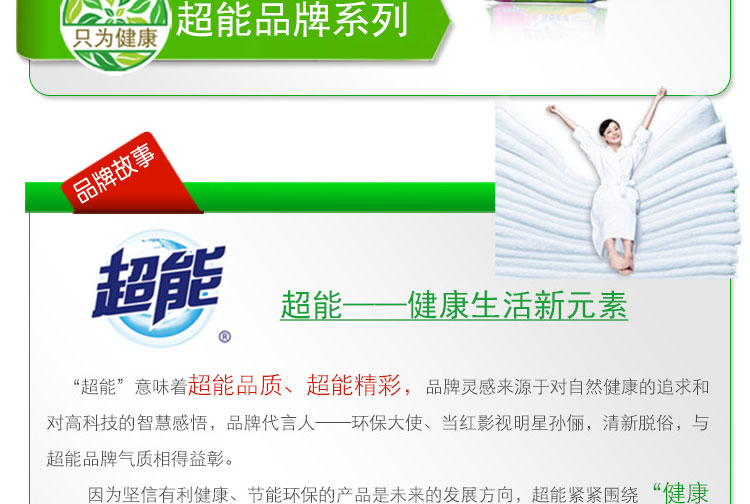 只为健康
超能品牌系列
品牌故事
超能®
超能——健康生活新元素
“超能”意味着超能品质、超能精彩，品牌灵感来源于对自然健康的追求和
对高科技的智慧感悟，品牌代言人——环保大使、当红影视明星孙俪，清新脱俗，与
超能品牌气质相得益彰。
因为坚信有利健康、节能环保的产品是未来的发展方向，超能紧紧围绕“健康